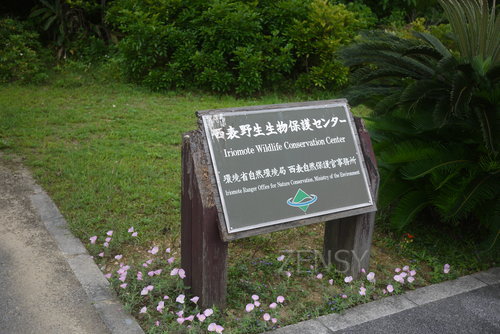 西表野生生物保護センター
Iriomote Wildlife Conservation Center
環境省自然環境局 西表自然保護官事務所
Iriomote Ranger Office for Nature Conservation, Ministry of the Environment
ZENSY